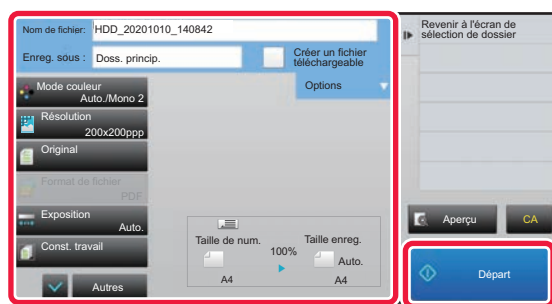 Nom de fichier: HDD_20201010_140842
Enreg. sous : Doss. princip.
Créer un fichier
téléchargeable
Options
Mode couleur
Auto./Mono 2
Résolution
200x200ppp
Original
Format de fichier
PDF
Exposition
Auto.
Const. travail
Autres
Taille de num.
A4
100%
Taille enreg.
Auto.
A4
Revenir à l'écran de
sélection de dossier
Aperçu
CA
Départ